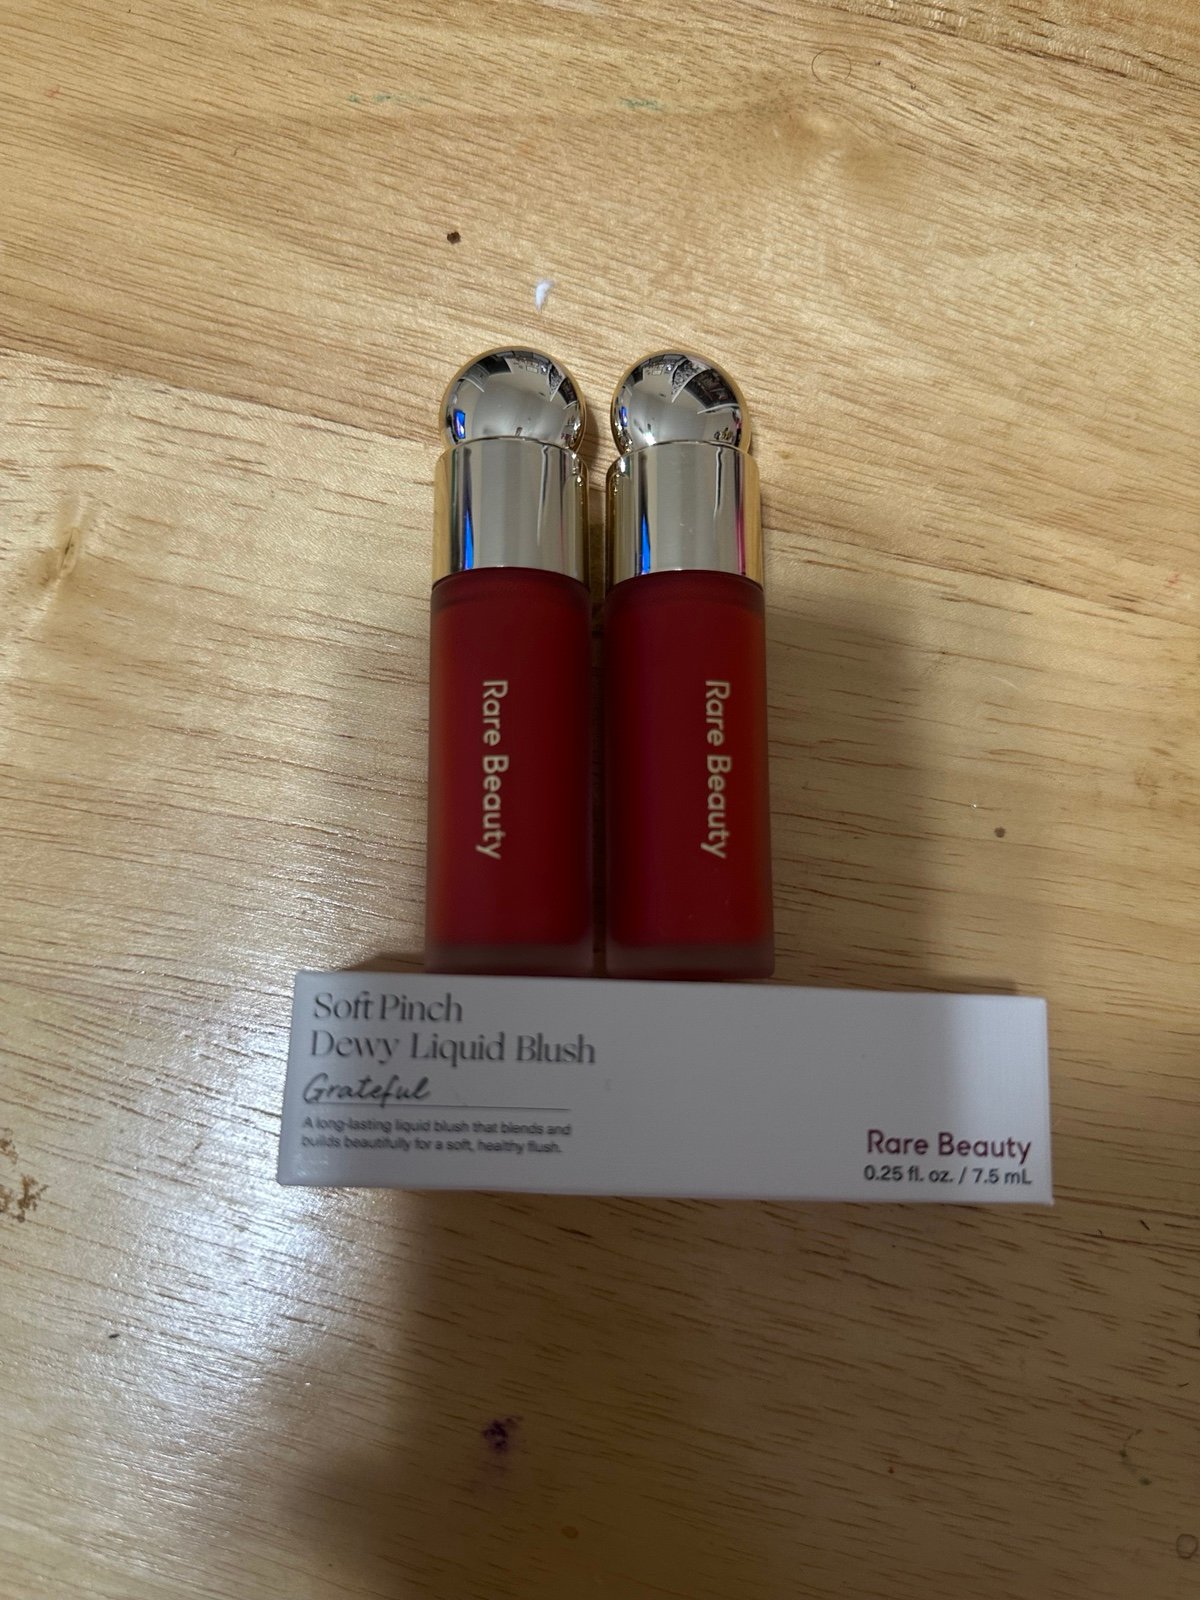 Rare Beauty
Rare Beauty
Soft Pinch
Dewy Liquid Blush
Grateful
A long-lasting liquid blush that blends and
builds beautifully for a soft, healthy flush.
Rare Beauty
0.25 fl. oz. / 7.5 mL